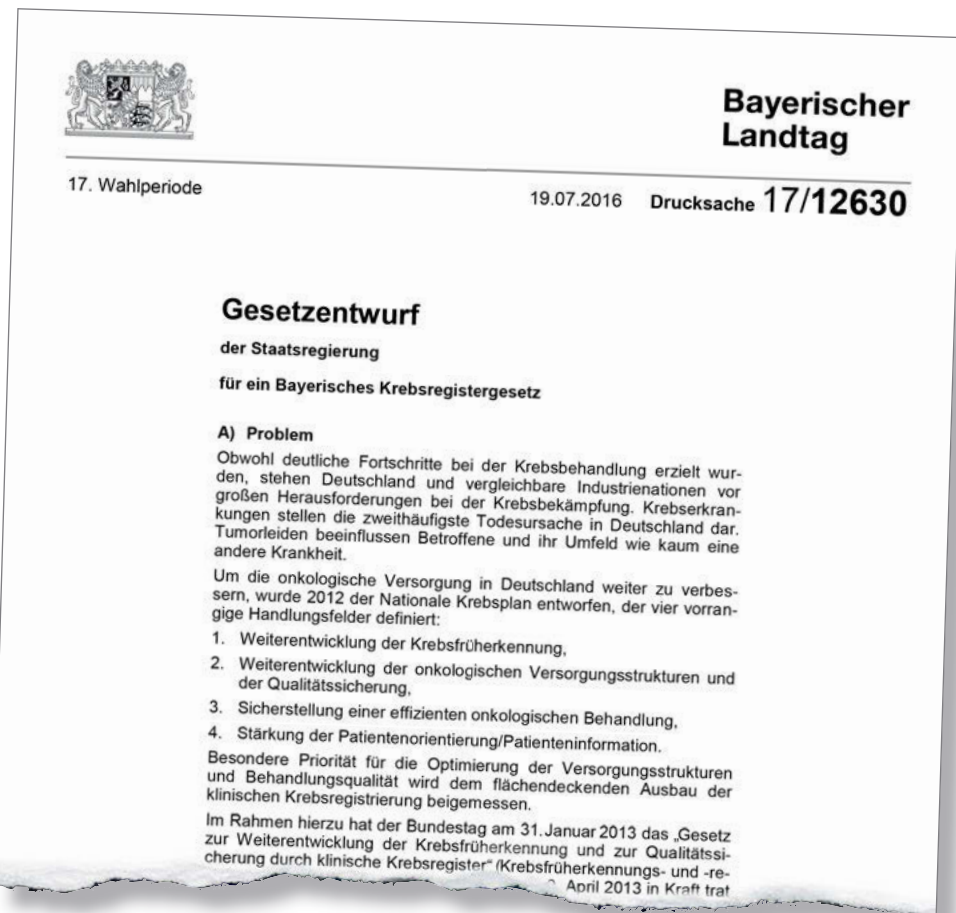 Bayerischer
Landtag
17. Wahlperiode
19.07.2016 Drucksache 17/12630
Gesetzentwurf
der Staatsregierung
für ein Bayerisches Krebsregistergesetz
A) Problem
Obwohl deutliche Fortschritte bei der Krebsbehandlung erzielt wur-
den, stehen Deutschland und vergleichbare Industrienationen vor
großen Herausforderungen bei der Krebsbekämpfung. Krebserkran-
kungen stellen die zweithäufigste Todesursache in Deutschland dar.
Tumorleiden beeinflussen Betroffene und ihr Umfeld wie kaum eine
andere Krankheit.
Um die onkologische Versorgung in Deutschland weiter zu verbes-
sern, wurde 2012 der Nationale Krebsplan entworfen, der vier vorran-
gige Handlungsfelder definiert:
1. Weiterentwicklung der Krebsfrüherkennung,
2. Weiterentwicklung der onkologischen Versorgungsstrukturen und
der Qualitätssicherung,
3. Sicherstellung einer effizienten onkologischen Behandlung,
4. Stärkung der Patientenorientierung/Patienteninformation.
Besondere Priorität für die Optimierung der Versorgungsstrukturen
und Behandlungsqualität wird dem flächendeckenden Ausbau der
klinischen Krebsregistrierung beigemessen.
Im Rahmen hierzu hat der Bundestag am 31. Januar 2013 das „Gesetz
zur Weiterentwicklung der Krebsfrüherkennung und zur Qualitätssi-
cherung durch klinische Krebsregister“ (Krebsfrüherkennungs- und -re-
April 2013 in Kraft trat